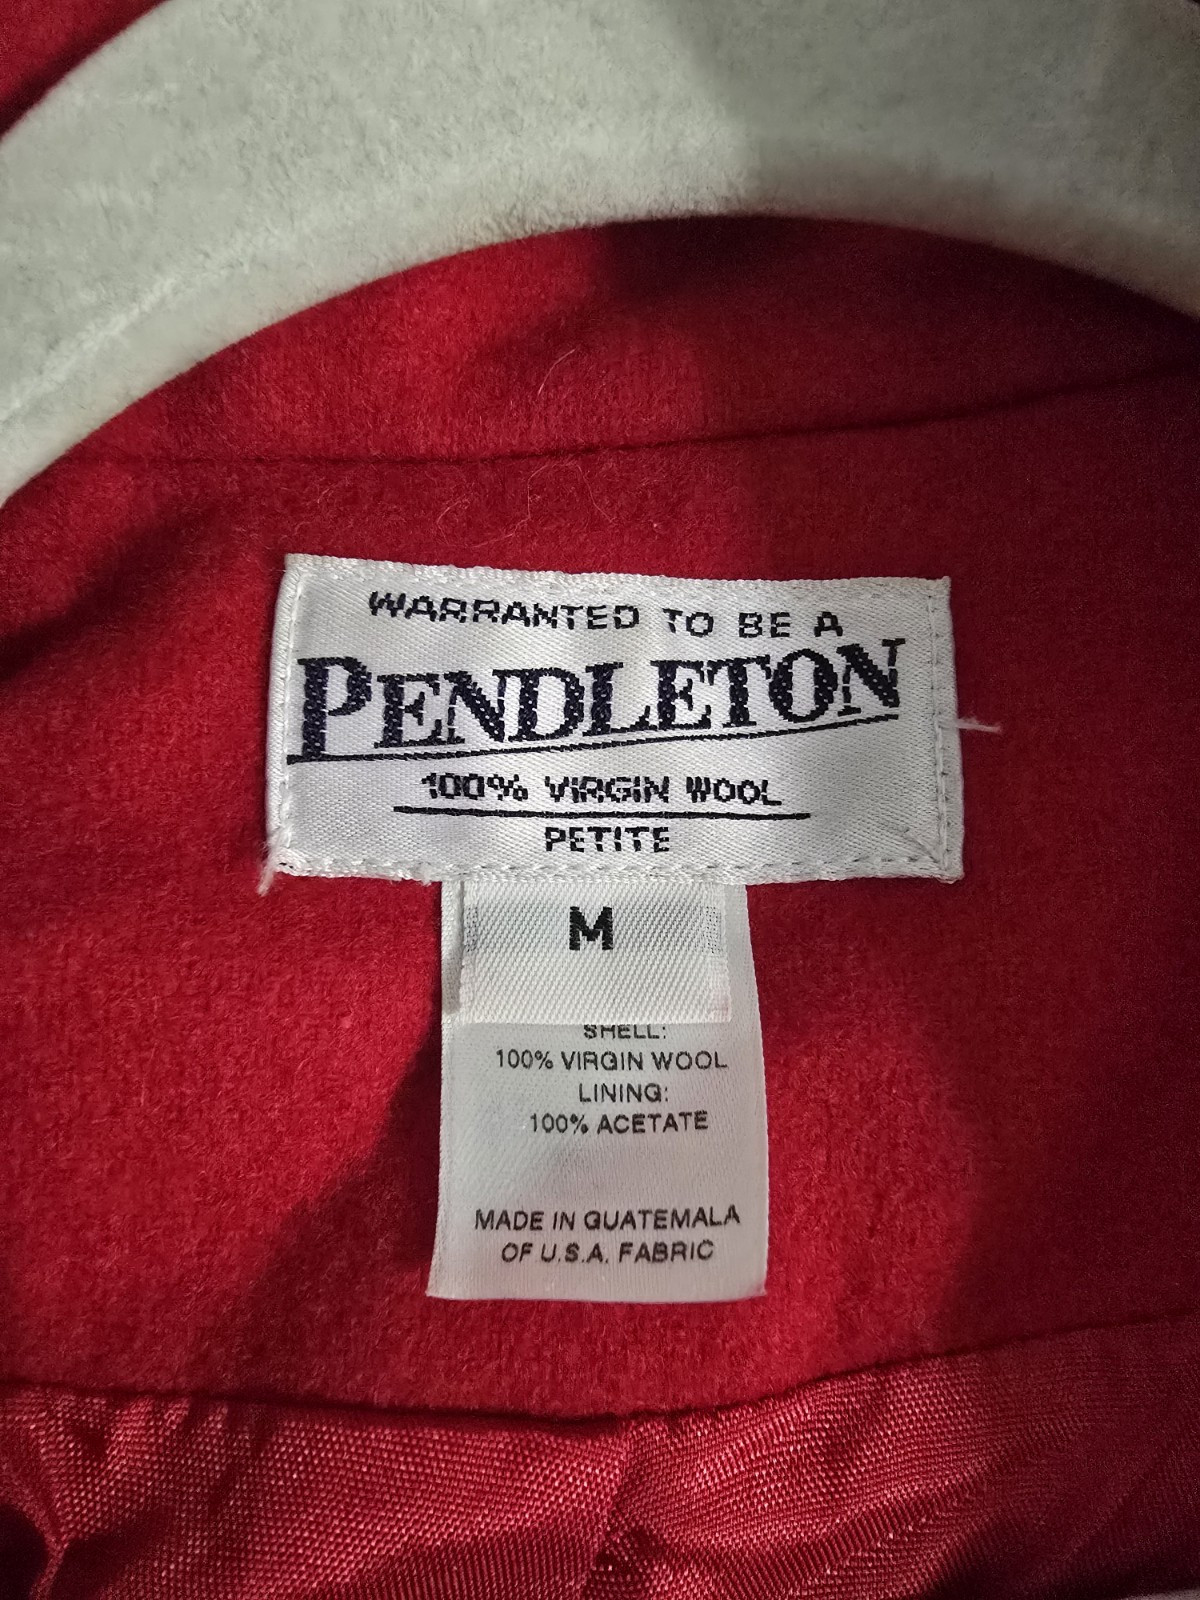 WARRANTED TO BE A
PENDLETON
100% VIRGIN WOOL
PETITE
M
SHELL:
100% VIRGIN WOOL
LINING:
100% ACETATE
MADE IN GUATEMALA
OF U.S.A. FABRIC